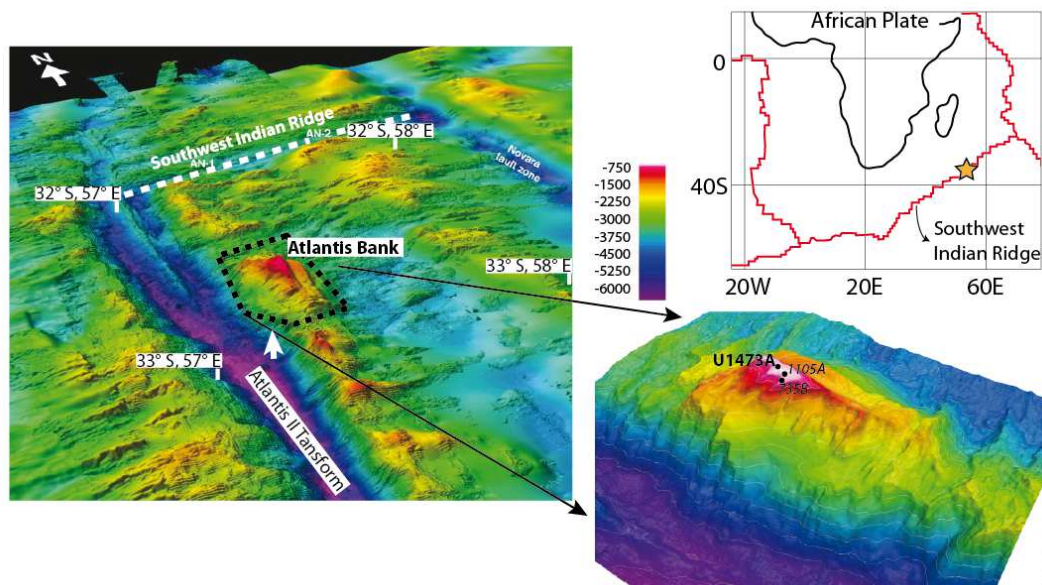 N
Southwest Indian Ridge
AN-1
AN-2
32° S, 58° E
32° S, 57° E
Novara
fault zone
Atlantis Bank
33° S, 58° E
33° S, 57° E
Atlantis II Tansform
-750
-1500
-2250
-3000
-3750
-4500
-5250
-6000
African Plate
0
40S
20W
20E
60E
Southwest
Indian Ridge
U1473A
1105A
735B